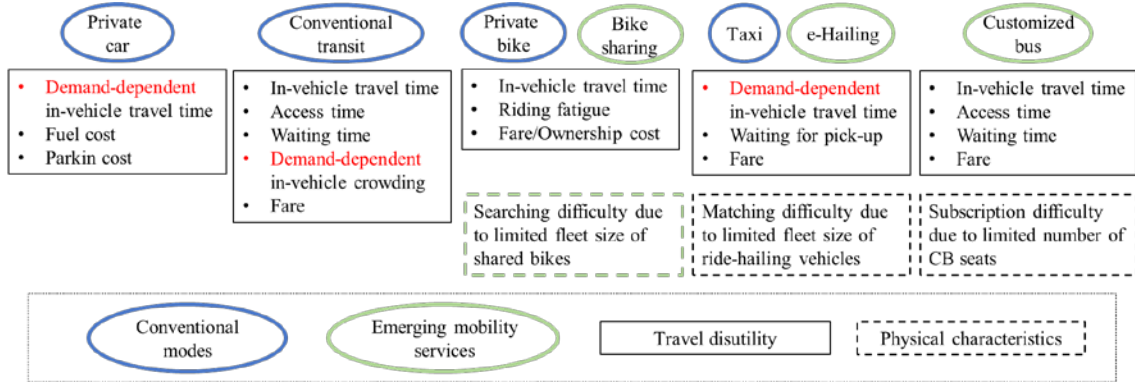 Private
car
Conventional
transit
Private
bike
Bike
sharing
Taxi
e-Hailing
Customized
bus
• Demand-dependent
in-vehicle travel time
• Fuel cost
• Parkin cost
• In-vehicle travel time
• Access time
• Waiting time
• Demand-dependent
in-vehicle crowding
• Fare
• In-vehicle travel time
• Riding fatigue
• Fare/Ownership cost
• Demand-dependent
in-vehicle travel time
• Waiting for pick-up
• Fare
• In-vehicle travel time
• Access time
• Waiting time
• Fare
Searching difficulty due
to limited fleet size of
shared bikes
Matching difficulty due
to limited fleet size of
ride-hailing vehicles
Subscription difficulty
due to limited number of
CB seats
Conventional
modes
Emerging mobility
services
Travel disutility
Physical characteristics